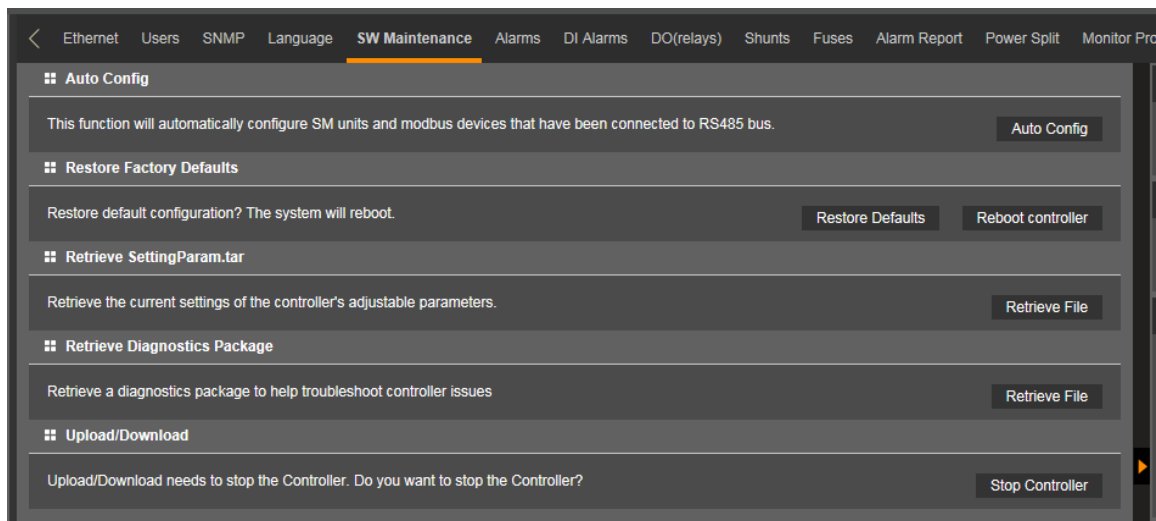 Ethernet Users SNMP Language SW Maintenance Alarms DI Alarms DO(relays) Shunts Fuses Alarm Report Power Split Monitor
Auto Config
This function will automatically configure SM units and modbus devices that have been connected to RS485 bus.
Auto Config
Restore Factory Defaults
Restore default configuration? The system will reboot.
Restore Defaults Reboot controller
Retrieve SettingParam.tar
Retrieve the current settings of the controller's adjustable parameters.
Retrieve File
Retrieve Diagnostics Package
Retrieve a diagnostics package to help troubleshoot controller issues
Retrieve File
Upload/Download
Upload/Download needs to stop the Controller. Do you want to stop the Controller?
Stop Controller